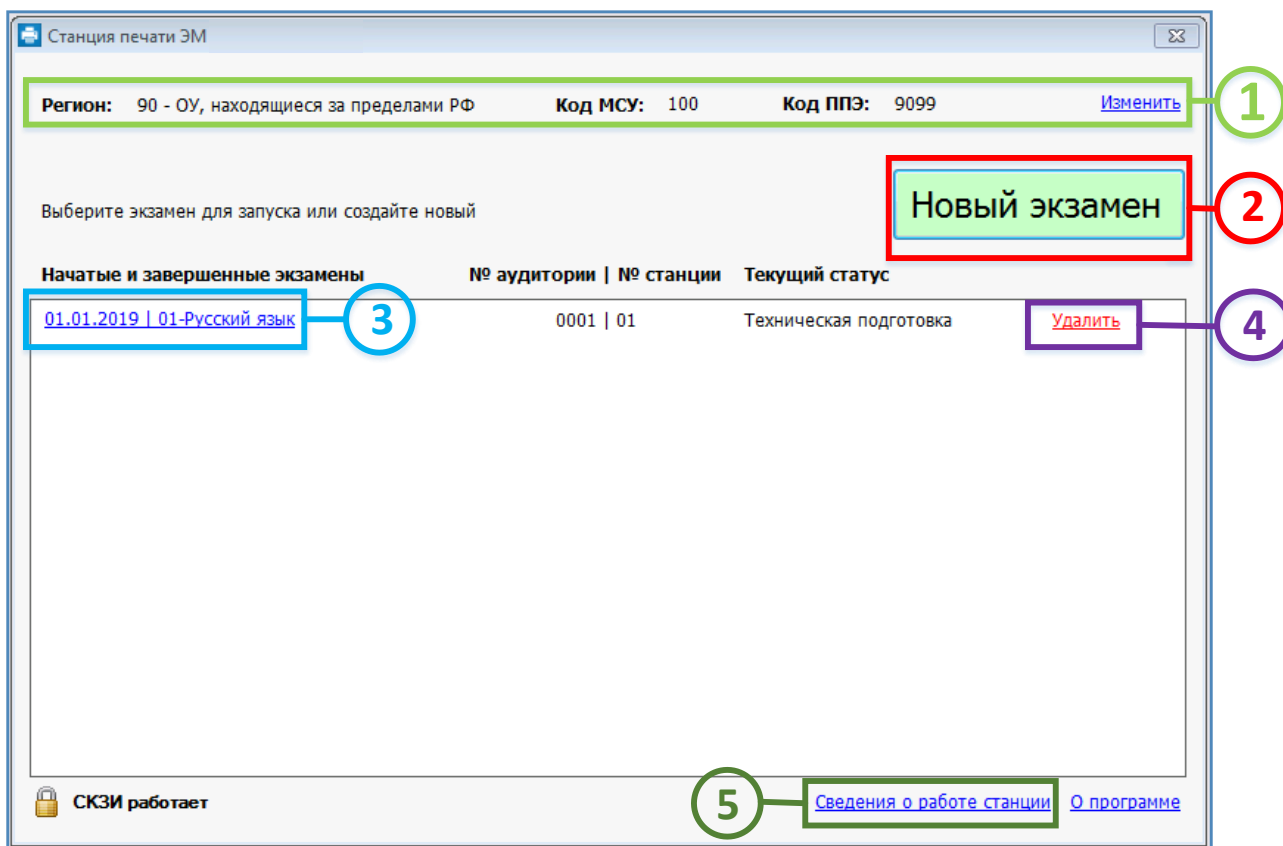 Станция печати ЭМ
Регион: 90 - ОУ, находящиеся за пределами РФ Код МСУ: 100 Код ППЭ: 9099 Изменить
1
Выберите экзамен для запуска или создайте новый Новый экзамен
2
Начатые и завершенные экзамены № аудитории | № станции Текущий статус
01.01.2019 | 01-Русский язык 3 0001 | 01 Техническая подготовка Удалить 4
СКЗИ работает 5 Сведения о работе станции О программе